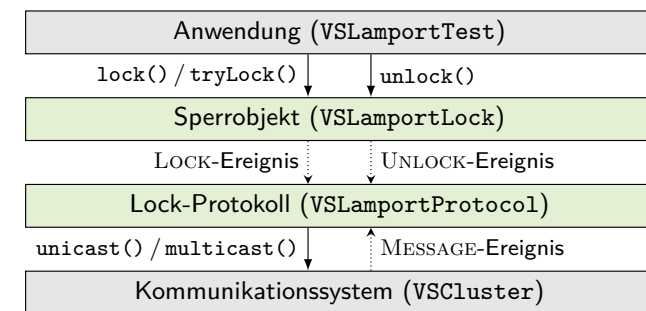 Anwendung (VSLamportTest)
lock() / tryLock() unlock()
Sperrobjekt (VSLamportLock)
LOCK-Ereignis UNLOCK-Ereignis
Lock-Protokoll (VSLamportProtocol)
unicast() / multicast() MESSAGE-Ereignis
Kommunikationssystem (VSCluster)